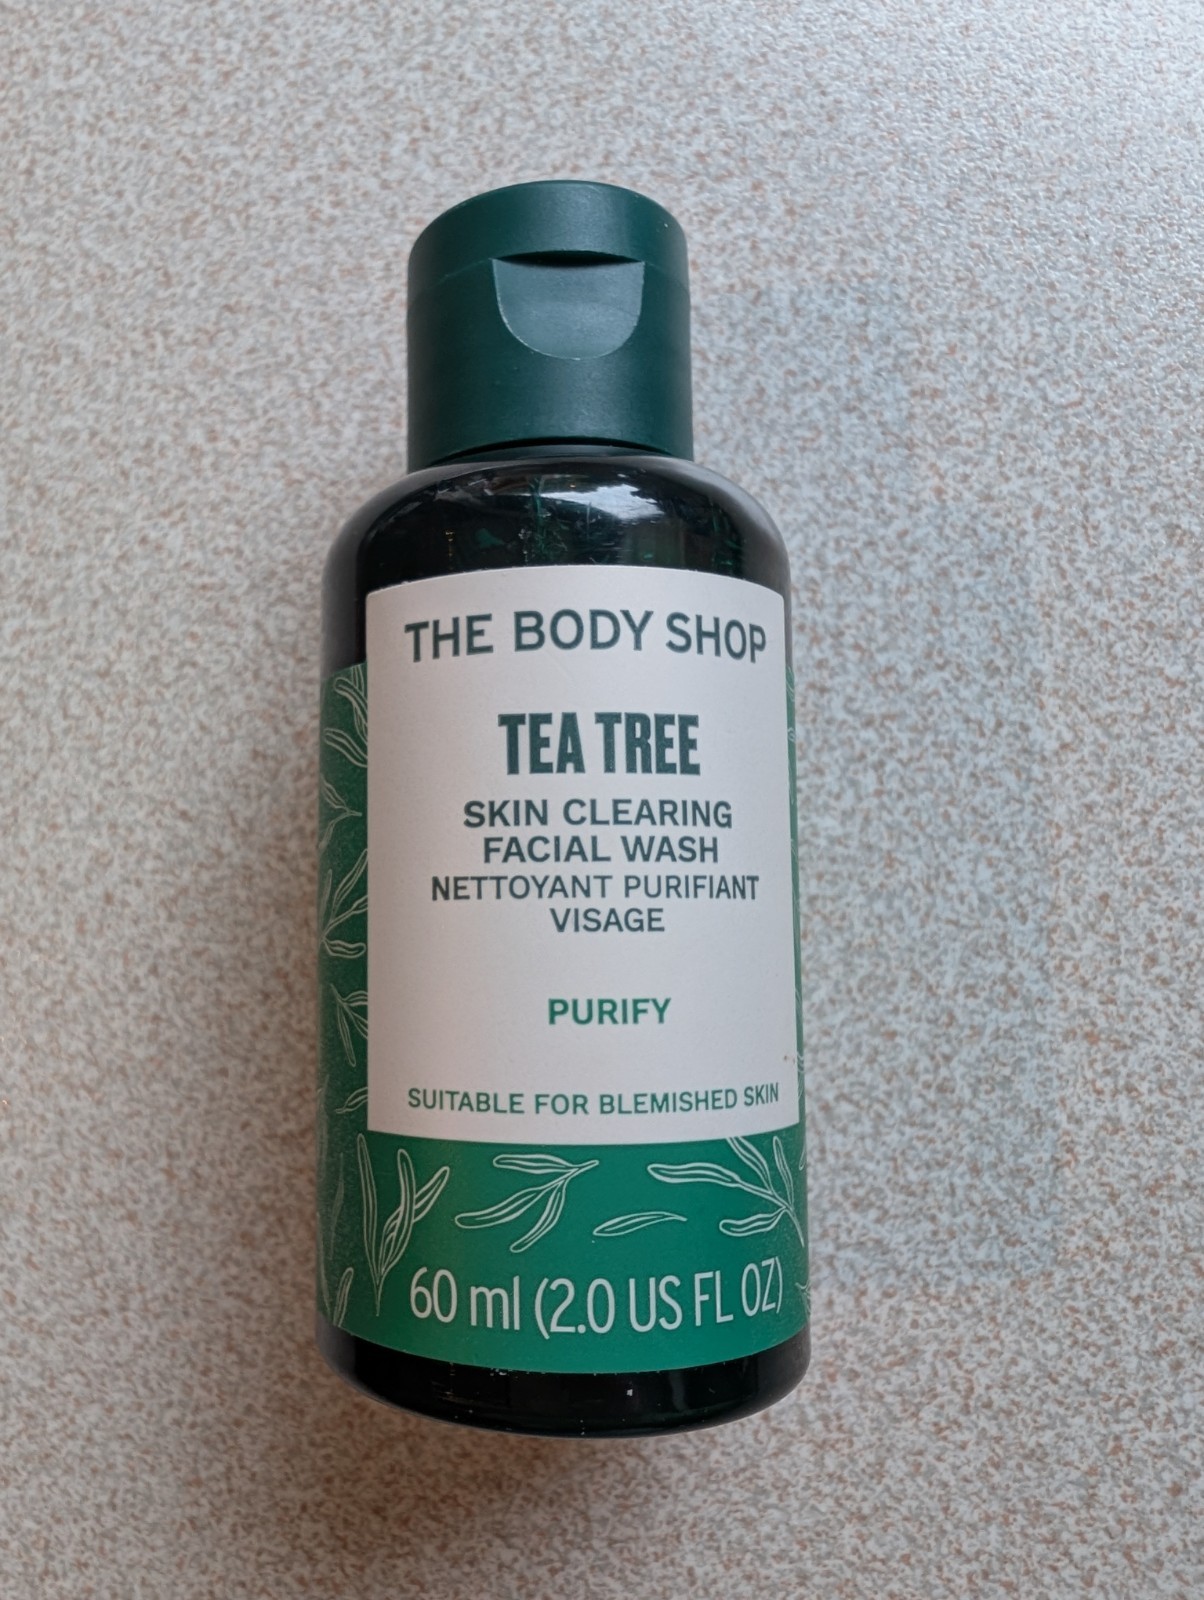 THE BODY SHOP
TEA TREE
SKIN CLEARING
FACIAL WASH
NETTOYANT PURIFIANT
VISAGE
PURIFY
SUITABLE FOR BLEMISHED SKIN
60 ml (2.0 US FL OZ)